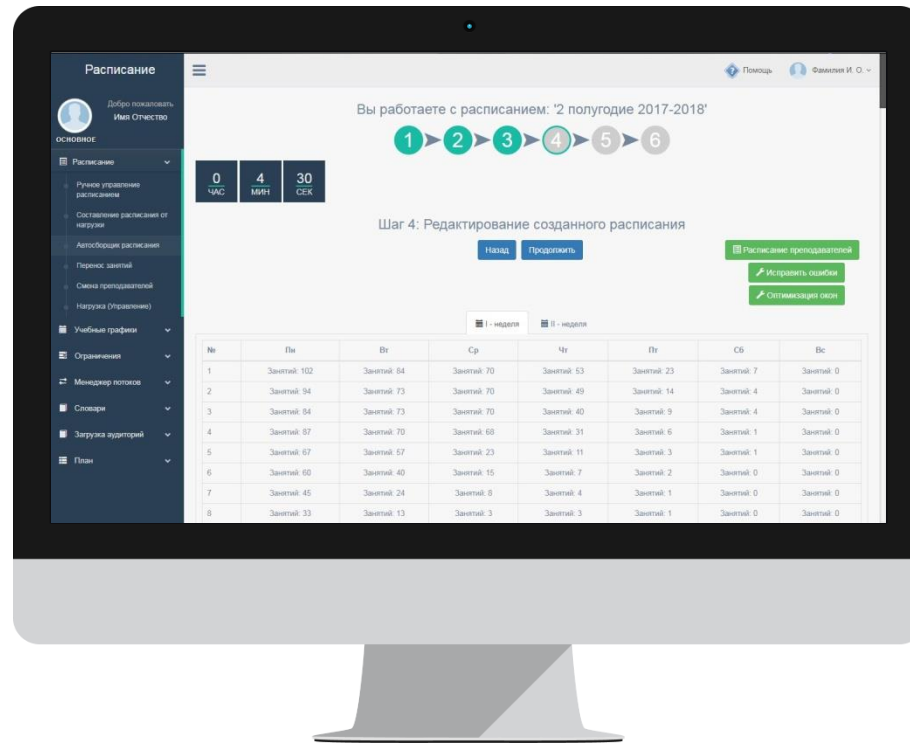 Расписание
Помощь
Фамилия И. О.
Добро пожаловать
Имя Отчество
ОСНОВНОЕ
Расписание
Ручное управление
расписанием
Составление расписания от
нагрузки
Автосборщик расписания
Перенос занятий
Смена преподавателей
Нагрузка (Управление)
Учебные графики
Ограничения
Менеджер потоков
Словари
Загрузка аудиторий
План
Вы работаете с расписанием: '2 полугодие 2017-2018'
1 2 3 4 5 6
0 4 30
ЧАС МИН СЕК
Шаг 4: Редактирование созданного расписания
Назад Продолжить
Расписание преподавателей
Исправить ошибки
Оптимизация окон
I - неделя II - неделя
№ Пн Вт Ср Чт Пт Сб Вс
1 Занятий: 102 Занятий: 84 Занятий: 70 Занятий: 53 Занятий: 23 Занятий: 7 Занятий: 0
2 Занятий: 94 Занятий: 73 Занятий: 70 Занятий: 49 Занятий: 14 Занятий: 4 Занятий: 0
3 Занятий: 84 Занятий: 73 Занятий: 70 Занятий: 40 Занятий: 9 Занятий: 4 Занятий: 0
4 Занятий: 87 Занятий: 70 Занятий: 68 Занятий: 31 Занятий: 6 Занятий: 1 Занятий: 0
5 Занятий: 67 Занятий: 57 Занятий: 23 Занятий: 11 Занятий: 3 Занятий: 1 Занятий: 0
6 Занятий: 60 Занятий: 40 Занятий: 15 Занятий: 7 Занятий: 2 Занятий: 0 Занятий: 0
7 Занятий: 45 Занятий: 24 Занятий: 8 Занятий: 4 Занятий: 1 Занятий: 0 Занятий: 0
8 Занятий: 33 Занятий: 13 Занятий: 3 Занятий: 3 Занятий: 1 Занятий: 0 Занятий: 0